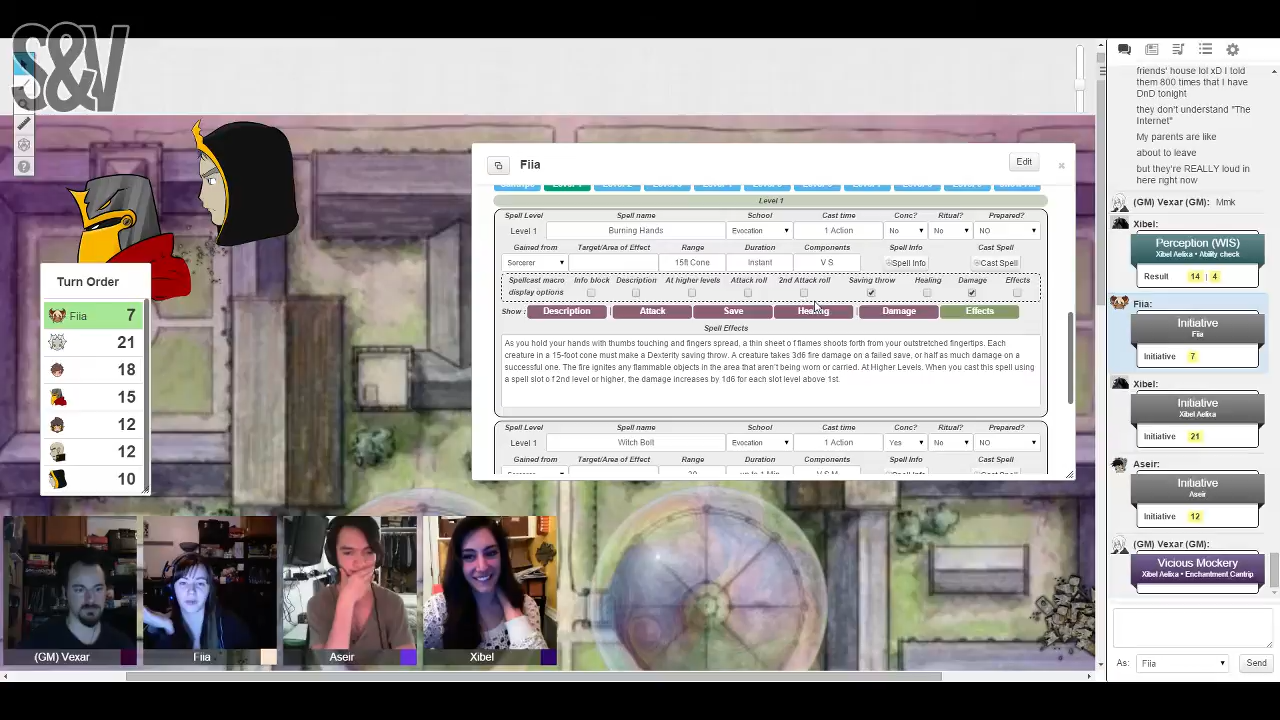 S&V
Turn Order
Fiia 7
21
18
15
12
12
10
Fiia
Edit
Level 1
Spell Level Spell name School Cast time Conc? Ritual? Prepared?
Level 1 Burning Hands Evocation 1 Action No No NO
Gained from Target/Area of Effect Range Duration Components Spell Info Cast Spell
Sorcerer 15ft Cone Instant V S Spell Info Cast Spell
Spellcast macro Info block Description At higher levels Attack roll 2nd Attack roll Saving throw Healing Damage Effects
display options
Show : Description | Attack Save Healing | Damage Effects
Spell Effects
As you hold your hands with thumbs touching and fingers spread, a thin sheet of flames shoots forth from your outstretched fingertips. Each
creature in a 15-foot cone must make a Dexterity saving throw. A creature takes 3d6 fire damage on a failed save, or half as much damage on a
successful one. The fire ignites any flammable objects in the area that aren't being worn or carried. At Higher Levels. When you cast this spell using
a spell slot o f 2nd level or higher, the damage increases by 1d6 for each slot level above 1st.
Spell Level Spell name School Cast time Conc? Ritual? Prepared?
Level 1 Witch Bolt Evocation 1 Action Yes No NO
Gained from Target/Area of Effect Range Duration Components Spell Info Cast Spell
Sorcerer 30 up to 1 Min V S M Spell Info Cast Spell
(GM) Vexar
Fiia
Aseir
Xibel
friends' house lol xD I told
them 800 times that I have
DnD tonight
they don't understand "The
Internet"
My parents are like
about to leave
but they're REALLY loud in
here right now
(GM) Vexar (GM): Mmk
Xibel:
Perception (WIS)
Xibel Aelixa • Ability check
Result 14 | 4
Fiia:
Initiative
Fiia
Initiative 7
Xibel:
Initiative
Xibel Aelixa
Initiative 21
Aseir:
Initiative
Aseir
Initiative 12
(GM) Vexar (GM):
Vicious Mockery
Xibel Aelixa • Enchantment Cantrip
As: Fiia Send